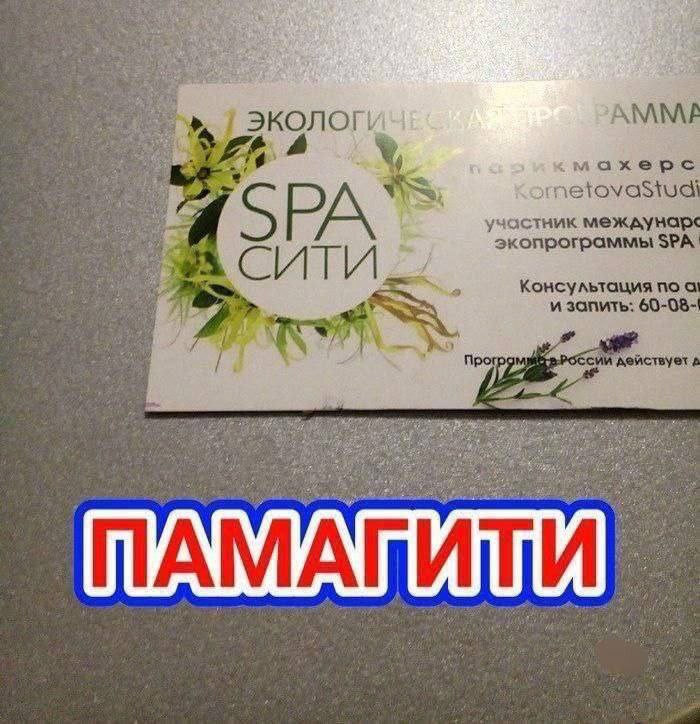 ЭКОЛОГИЧЕСКАЯ ПРОГРАММА
SPA
СИТИ
парикмахерс
KornetovaStudi
участник междунаро
экопрограммы SPA
Консультация по а
и запить: 60-08-
Программа в России действует д
ПАМАГИТИ